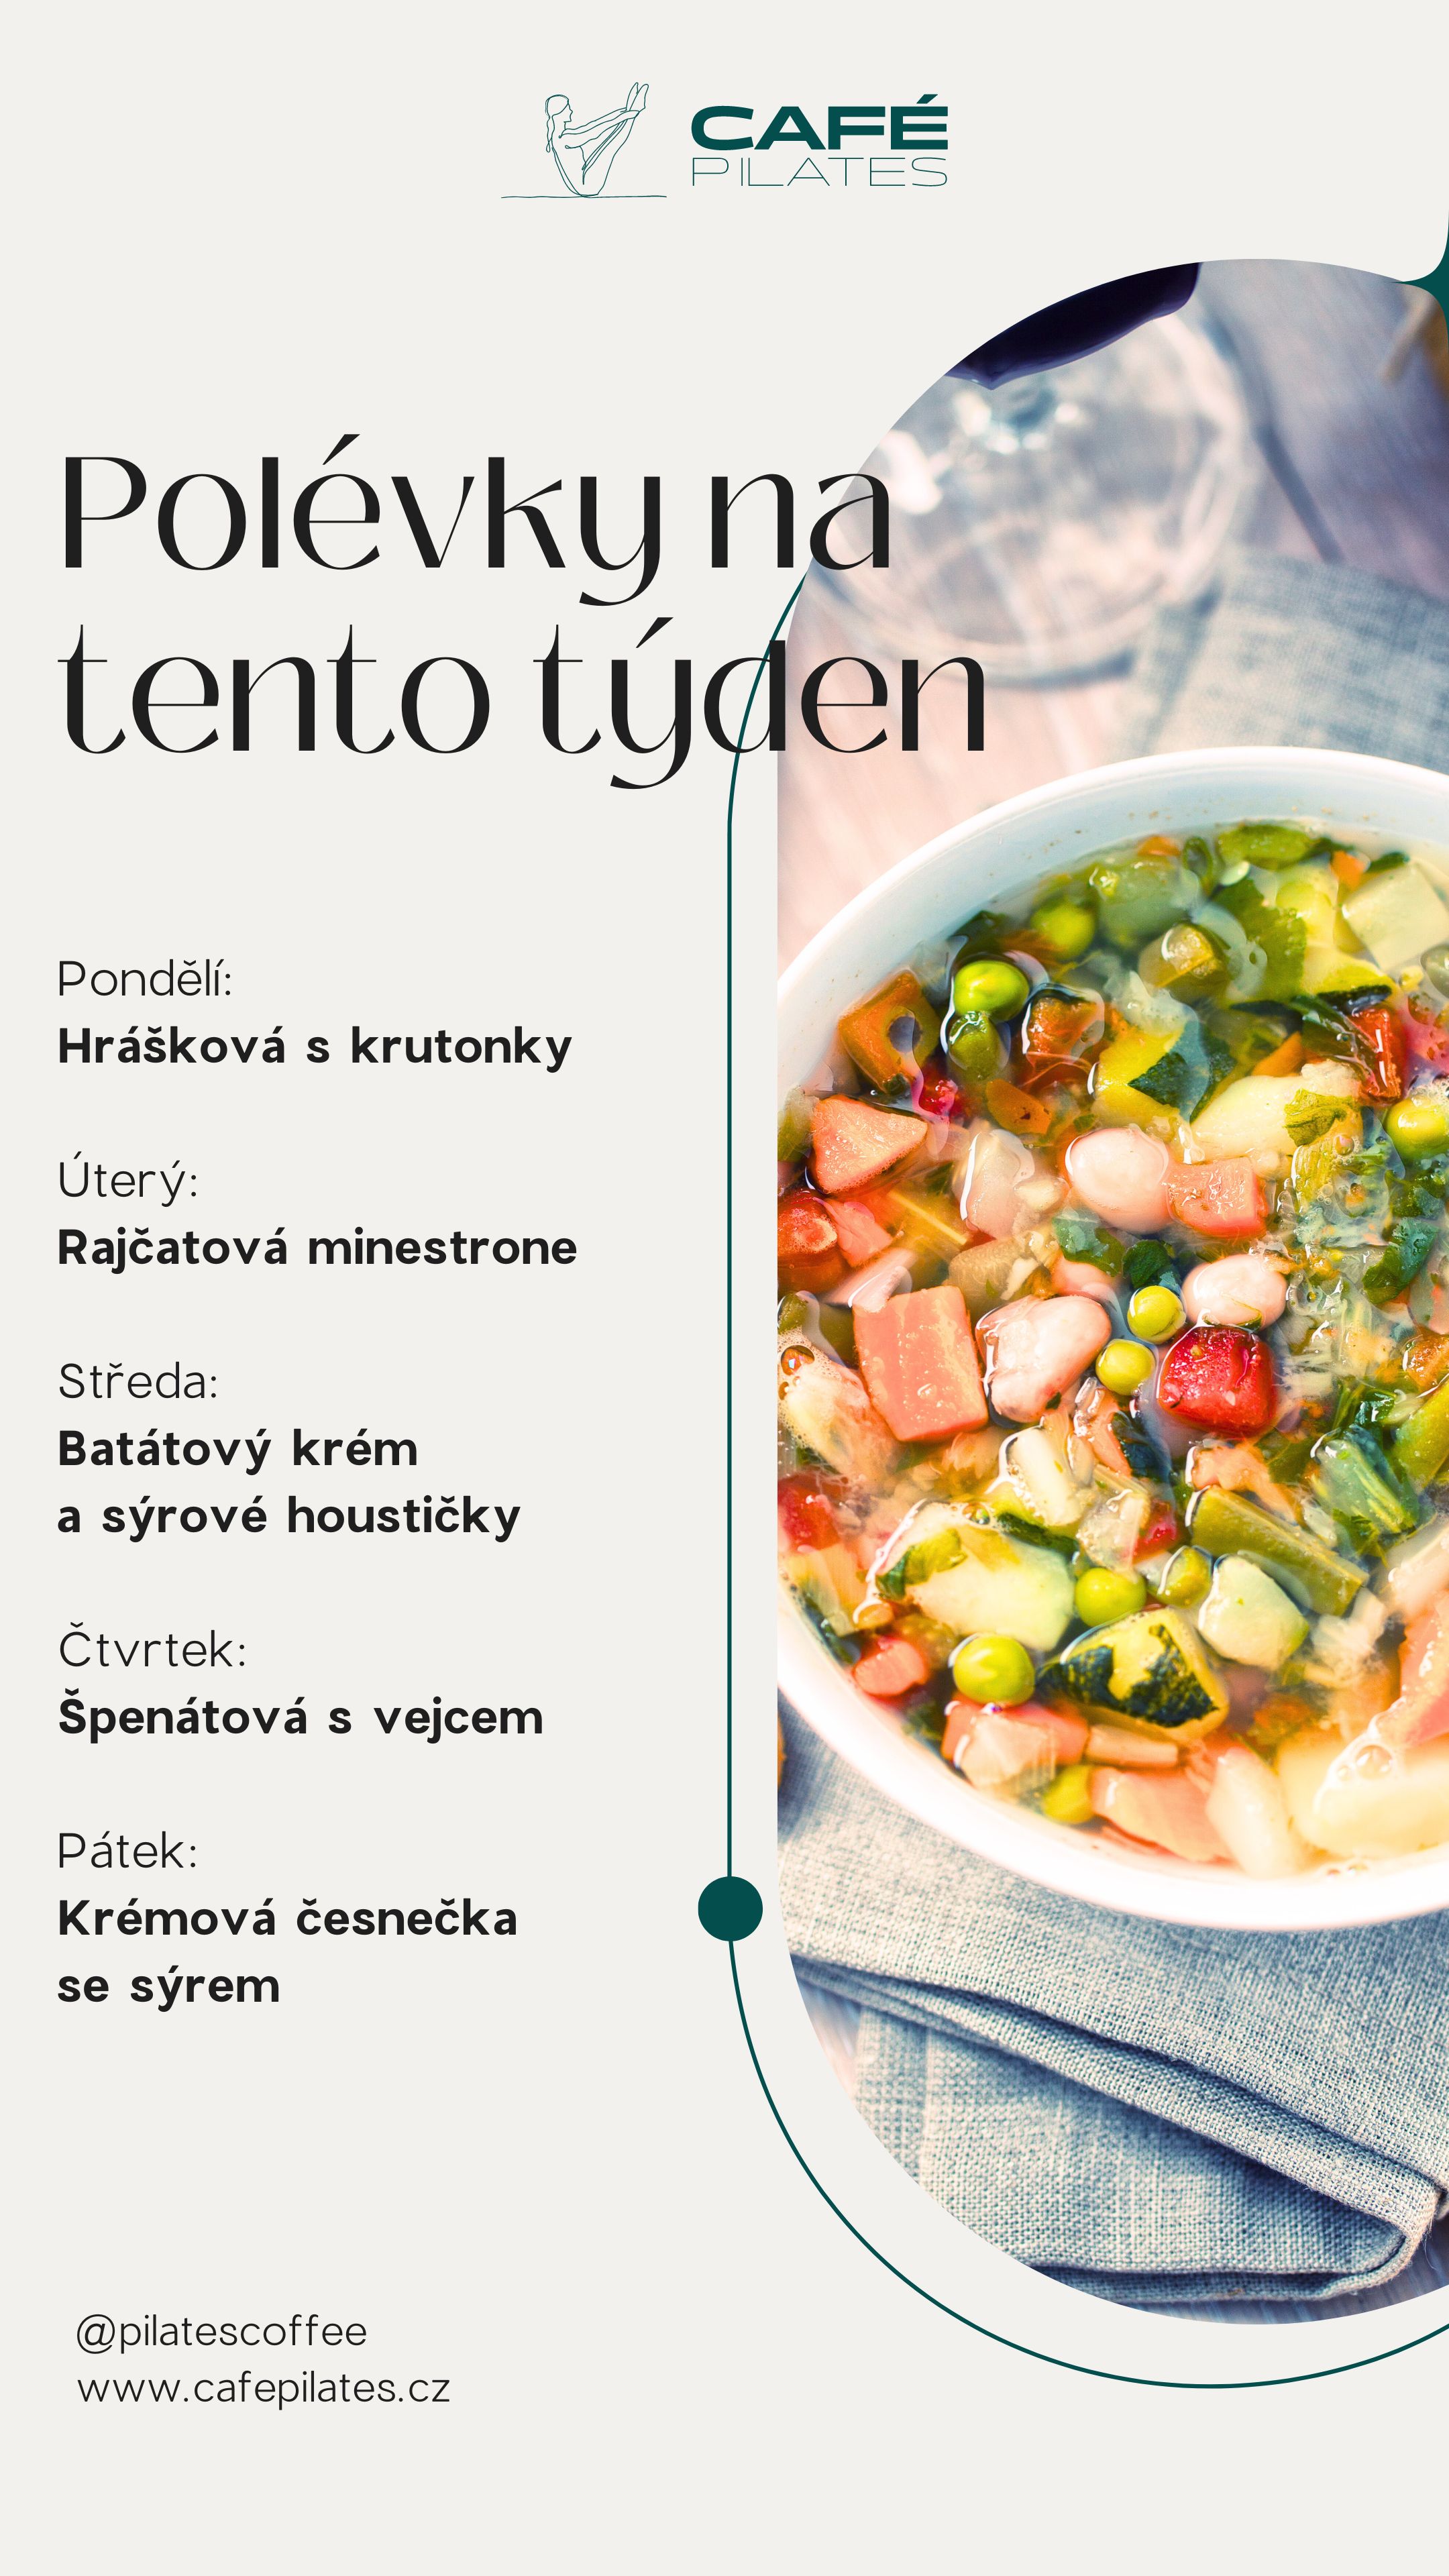 CAFÉ
PILATES
Polévky na
tento týden
Pondělí:
Hrášková s krutonky
Úterý:
Rajčatová minestrone
Středa:
Batátový krém
a sýrové houstičky
Čtvrtek:
Špenátová s vejcem
Pátek:
Krémová česnečka
se sýrem
@pilatescoffee
www.cafepilates.cz